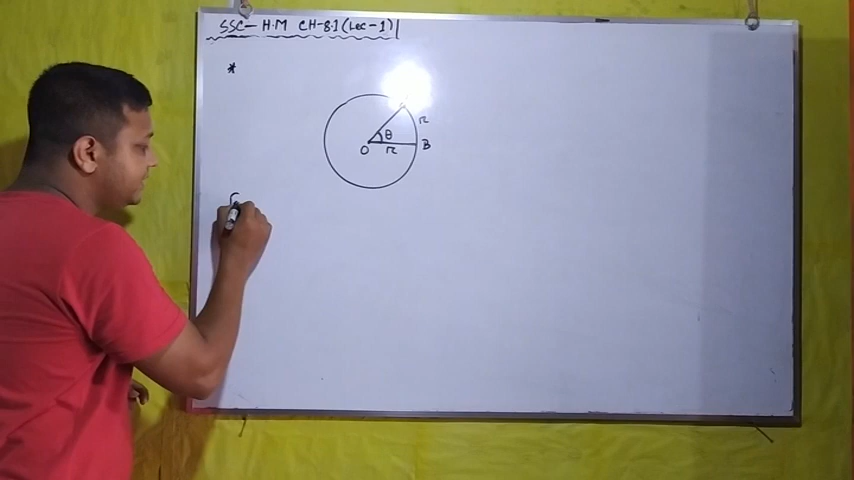 SSC- H.M CH-8.1 (Lec-1)
*
r
θ
O r B